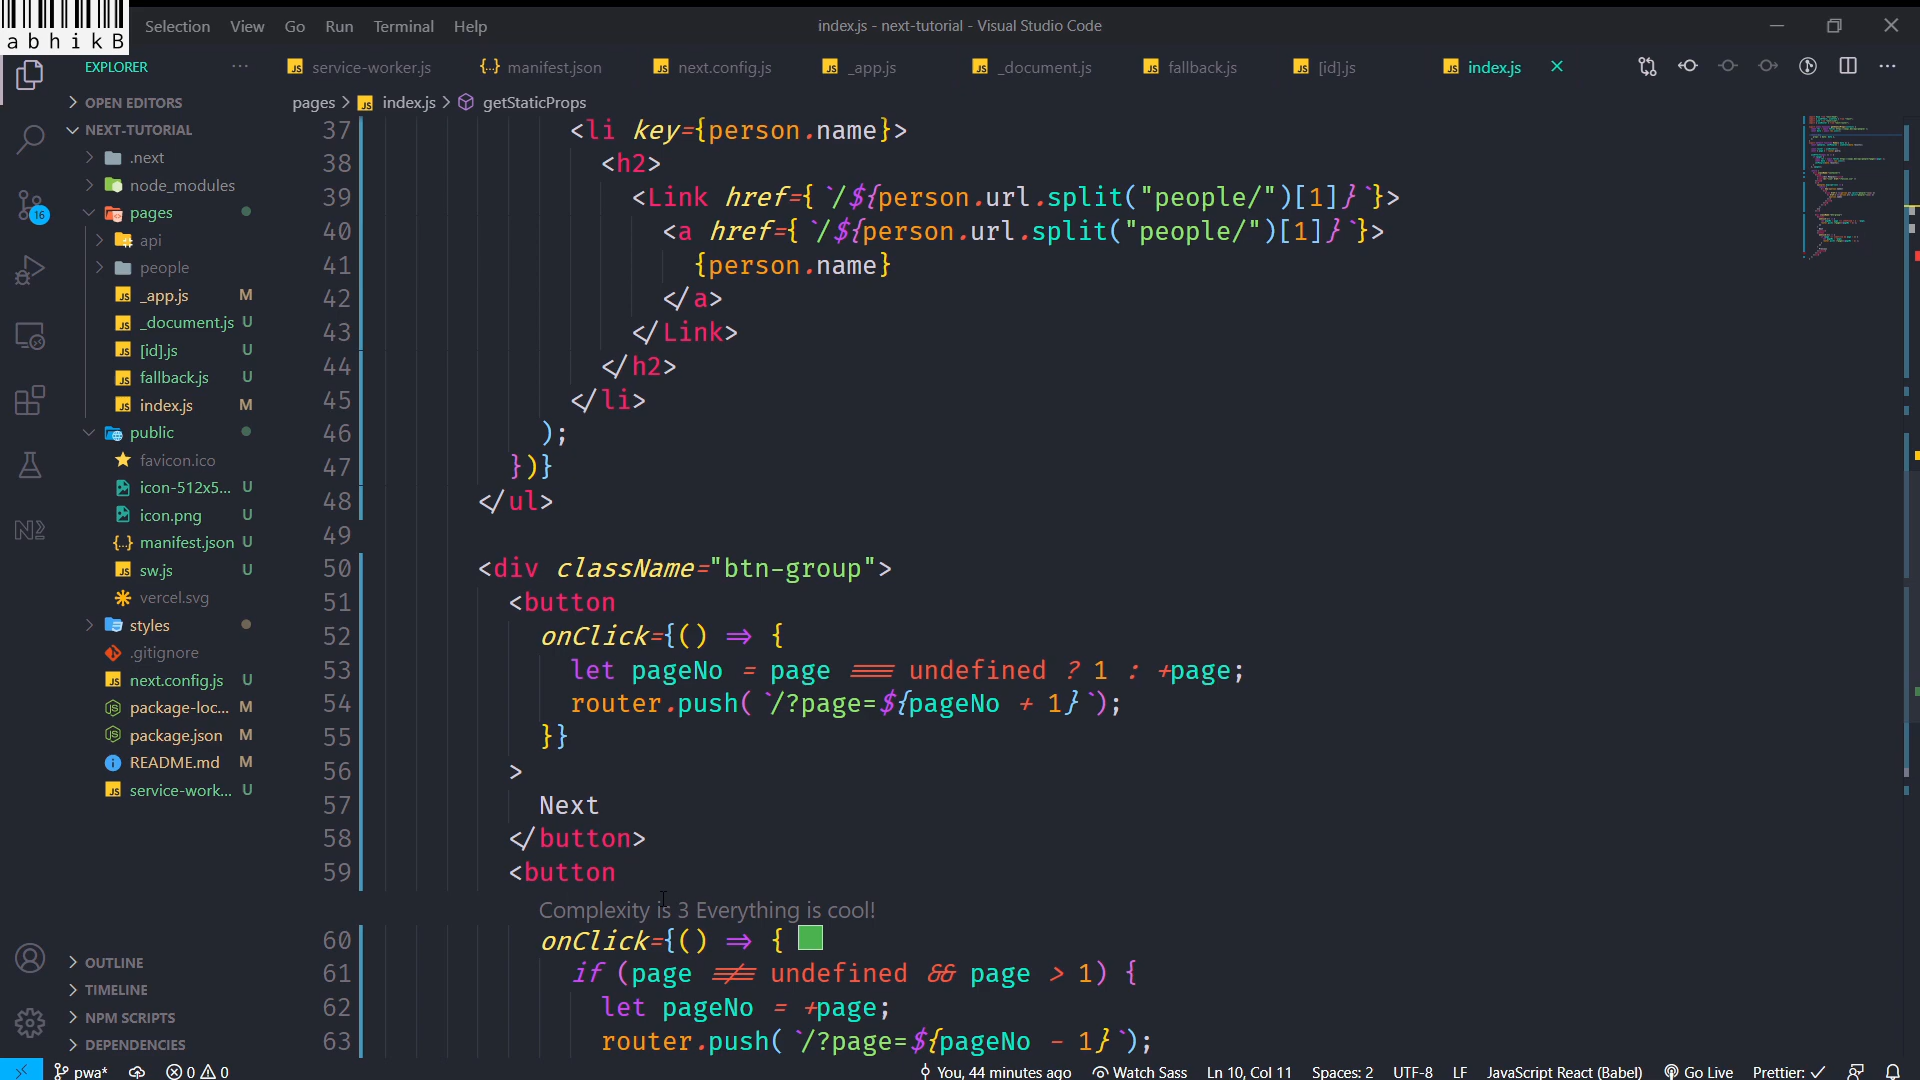 abhikB
Selection View Go Run Terminal Help
index.js - next-tutorial - Visual Studio Code
EXPLORER
service-worker.js
manifest.json
next.config.js
_app.js
_document.js
fallback.js
[id].js
index.js
OPEN EDITORS
NEXT-TUTORIAL
.next
node_modules
pages
api
people
_app.js M
_document.js U
[id].js U
fallback.js U
index.js M
public
favicon.ico
icon-512x5... U
icon.png U
manifest.json U
sw.js U
vercel.svg
styles
.gitignore
next.config.js U
package-loc... M
package.json M
README.md M
service-work... U
OUTLINE
TIMELINE
NPM SCRIPTS
DEPENDENCIES
16
pages > index.js > getStaticProps
37 <li key={person.name}>
38 <h2>
39 <Link href={`/${person.url.split("people/")[1]}`}>
40 <a href={`/${person.url.split("people/")[1]}`}>
41 {person.name}
42 </a>
43 </Link>
44 </h2>
45 </li>
46 );
47 })}
48 </ul>
49
50 <div className="btn-group">
51 <button
52 onClick={() => {
53 let pageNo = page === undefined ? 1 : +page;
54 router.push(`/?page=${pageNo + 1}`);
55 }}
56 >
57 Next
58 </button>
59 <button
Complexity is 3 Everything is cool!
60 onClick={() => {
61 if (page !== undefined && page > 1) {
62 let pageNo = +page;
63 router.push(`/?page=${pageNo - 1}`);
pwa* 0 0 You, 44 minutes ago Watch Sass Ln 10, Col 11 Spaces: 2 UTF-8 LF JavaScript React (Babel) Go Live Prettier: ✓